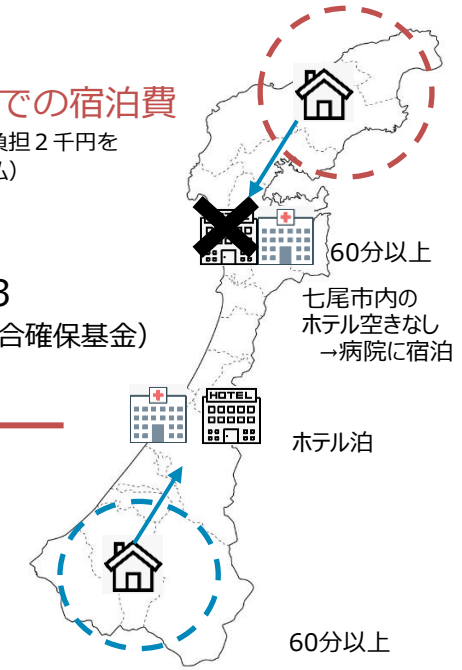 での宿泊費
負担２千円を
ム）
60分以上
3
合確保基金）
七尾市内の
ホテル空きなし
→病院に宿泊
HOTEL
ホテル泊
60分以上